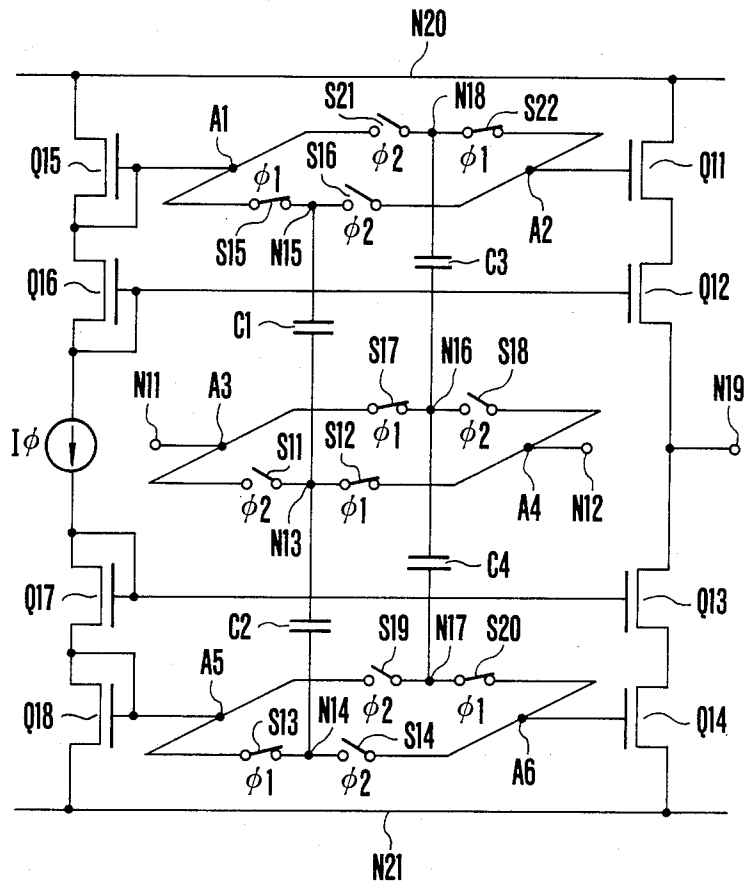 N20
S21 N18 S22
A1
Q15 S16 φ2 φ1 Q11
φ1 A2
S15 N15 φ2
Q16 C3 Q12
C1
S17 N16 S18
N11 A3 N19
Iφ S12 φ1 φ2
S11
φ2 φ1 A4 N12
N13
C4
Q17 Q13
C2 S19 N17 S20
A5
Q18 S13 N14 φ2 S14 φ1 Q14
φ1 φ2 A6
N21